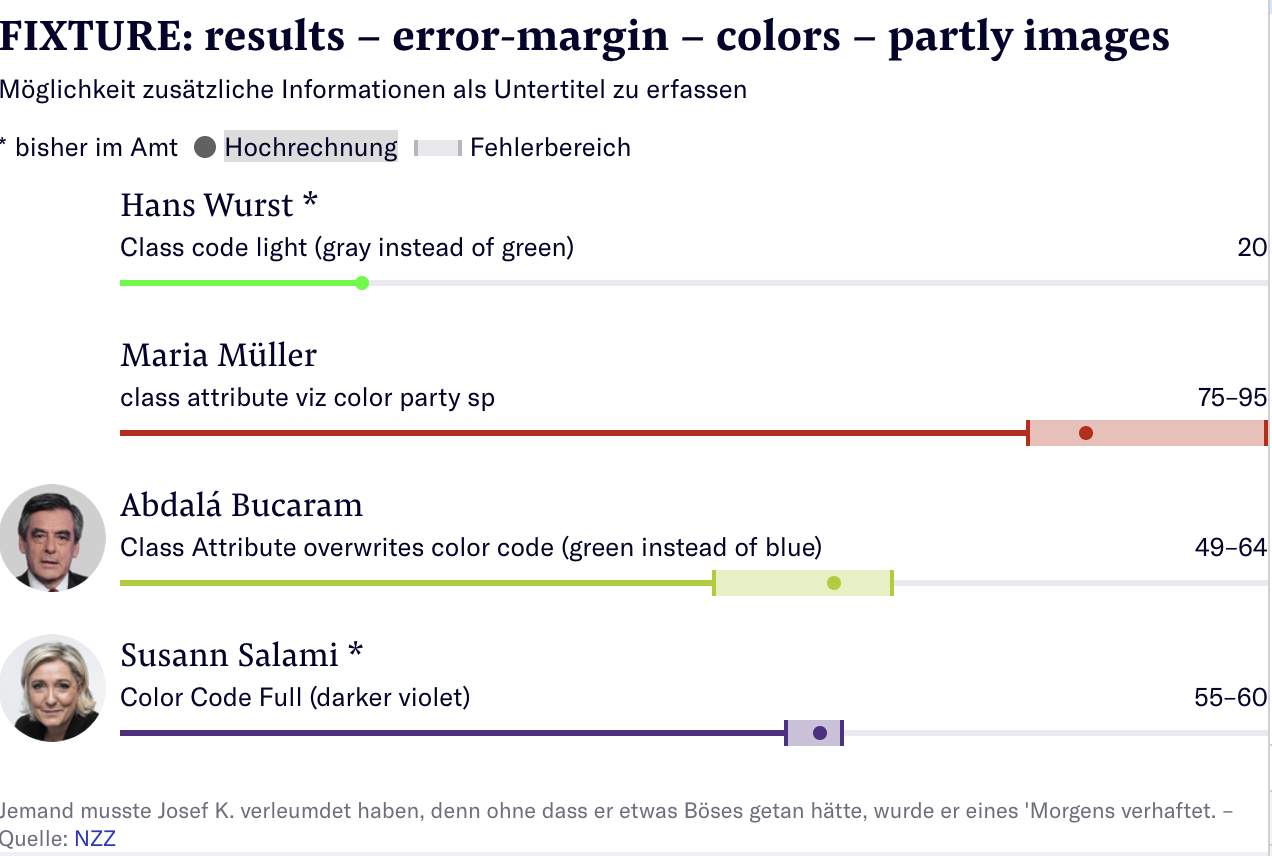 FIXTURE: results – error-margin – colors – partly images
Möglichkeit zusätzliche Informationen als Untertitel zu erfassen
* bisher im Amt Hochrechnung Fehlerbereich
Hans Wurst *
Class code light (gray instead of green) 20
Maria Müller
class attribute viz color party sp 75–95
Abdalá Bucaram
Class Attribute overwrites color code (green instead of blue) 49–64
Susann Salami *
Color Code Full (darker violet) 55–60
Jemand musste Josef K. verleumdet haben, denn ohne dass er etwas Böses getan hätte, wurde er eines 'Morgens verhaftet. –
Quelle: NZZ